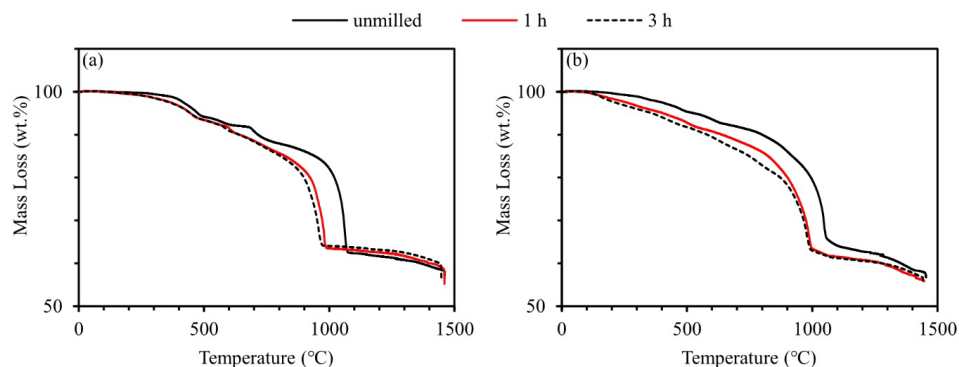 unmilled 1 h 3 h
(a) (b)
100 100
Mass Loss (wt.%) Mass Loss (wt.%)
50 50
0 500 1000 1500 0 500 1000 1500
Temperature (℃) Temperature (℃)